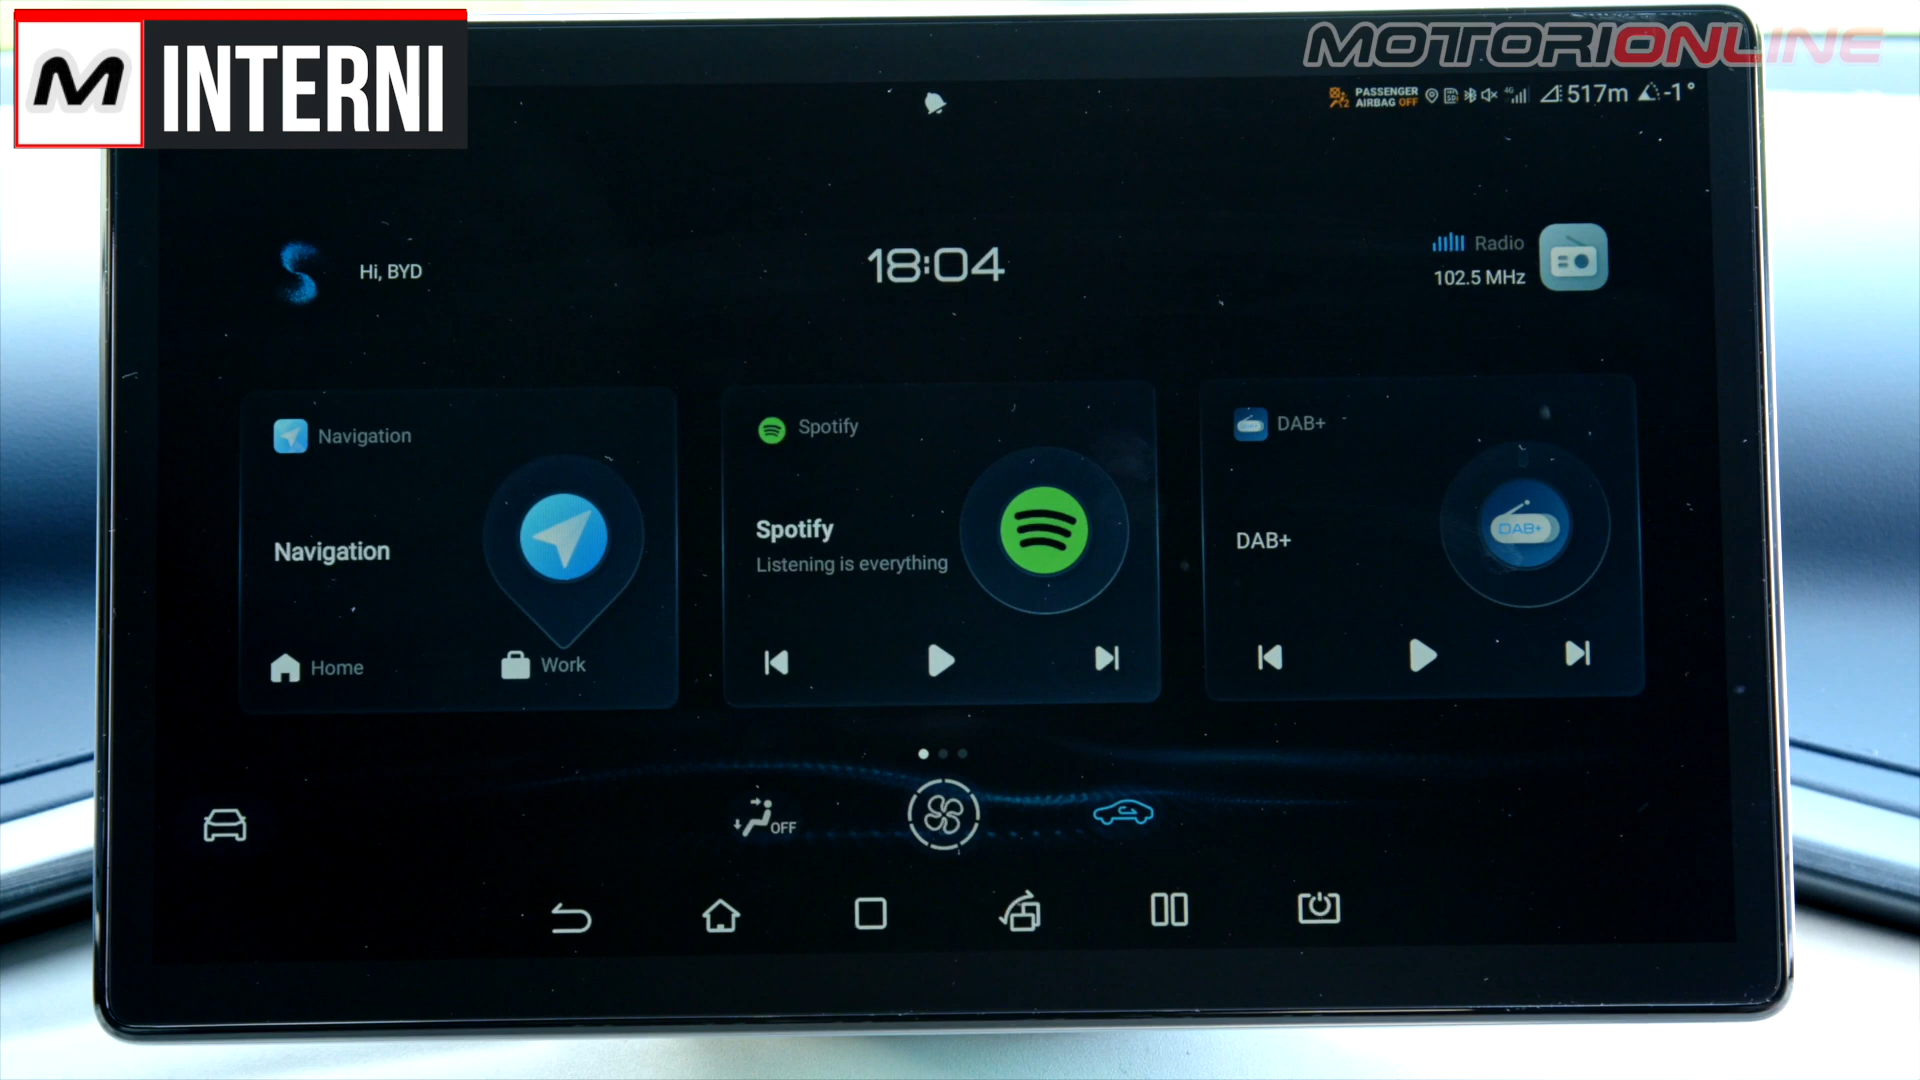 M INTERNI
MOTORIONLINE
PASSENGER
AIRBAG OFF
4G
517m
-1°
Hi, BYD
18:04
Radio
102.5 MHz
Navigation
Navigation
Home
Work
Spotify
Spotify
Listening is everything
DAB+
DAB+
DAB+
OFF